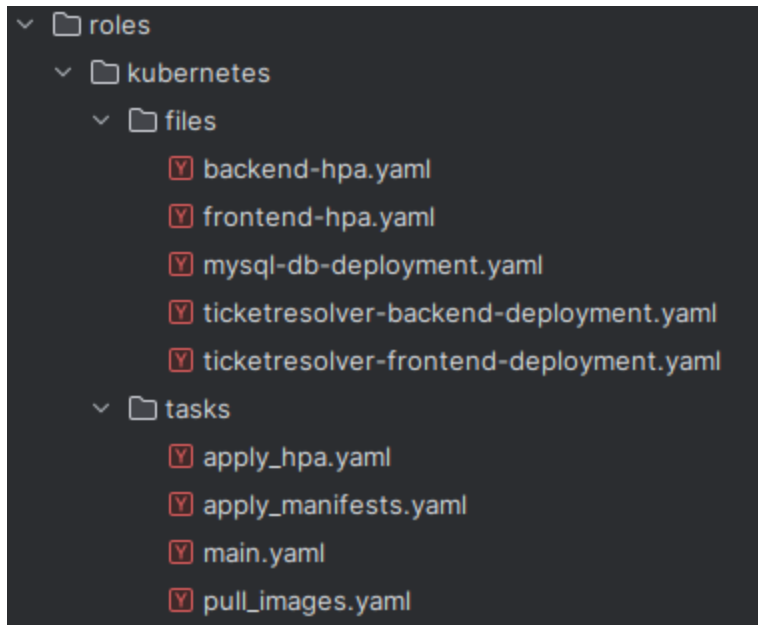 roles
kubernetes
files
Y backend-hpa.yaml
Y frontend-hpa.yaml
Y mysql-db-deployment.yaml
Y ticketresolver-backend-deployment.yaml
Y ticketresolver-frontend-deployment.yaml
tasks
Y apply_hpa.yaml
Y apply_manifests.yaml
Y main.yaml
Y pull_images.yaml